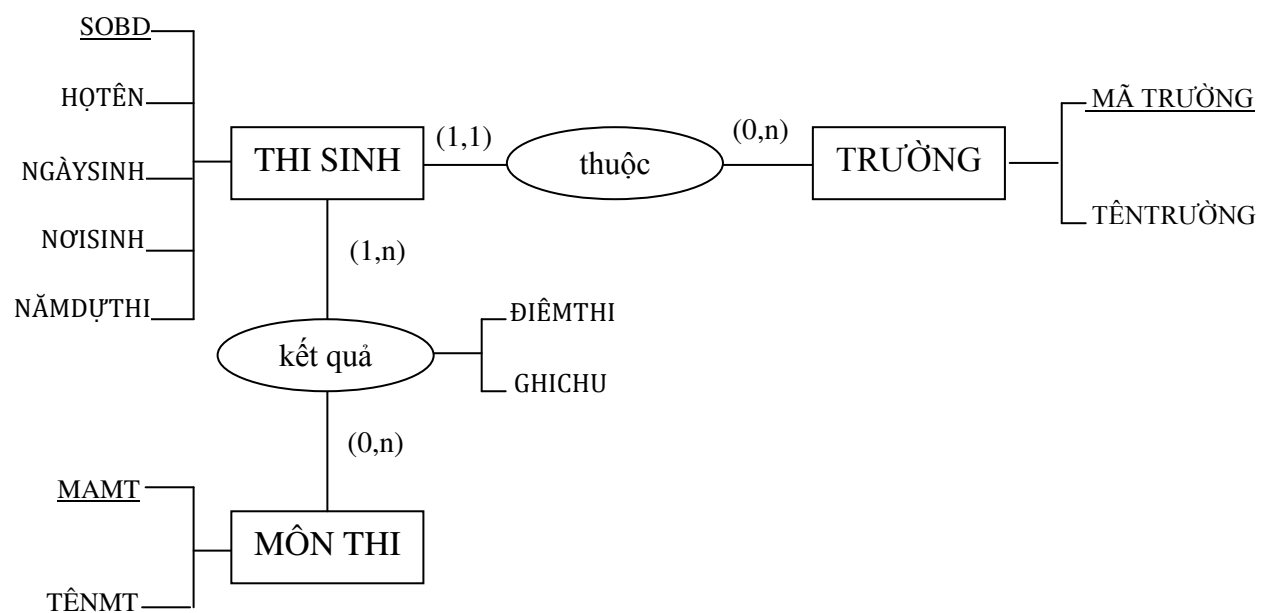 SOBD
HỌTÊN
NGÀYSINH
NƠISINH
NĂMDỰTHI
THI SINH
(1,1)
thuộc
(0,n)
TRƯỜNG
MÃ TRƯỜNG
TÊNTRƯỜNG
(1,n)
kết quả
ĐIÊMTHI
GHICHU
(0,n)
MAMT
MÔN THI
TÊNMT